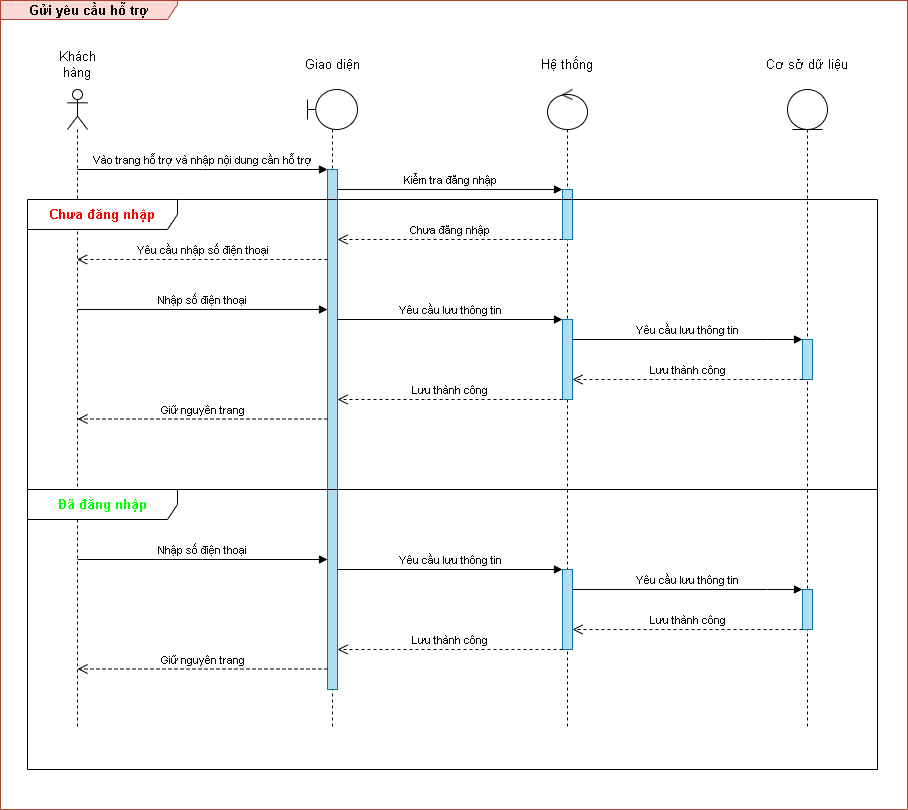 Gửi yêu cầu hỗ trợ
Khách
hàng
Giao diện
Hệ thống
Cơ sở dữ liệu
Vào trang hỗ trợ và nhập nội dung cần hỗ trợ
Kiểm tra đăng nhập
Chưa đăng nhập
Chưa đăng nhập
Yêu cầu nhập số điện thoại
Nhập số điện thoại
Yêu cầu lưu thông tin
Yêu cầu lưu thông tin
Lưu thành công
Lưu thành công
Giữ nguyên trang
Đã đăng nhập
Nhập số điện thoại
Yêu cầu lưu thông tin
Yêu cầu lưu thông tin
Lưu thành công
Lưu thành công
Giữ nguyên trang